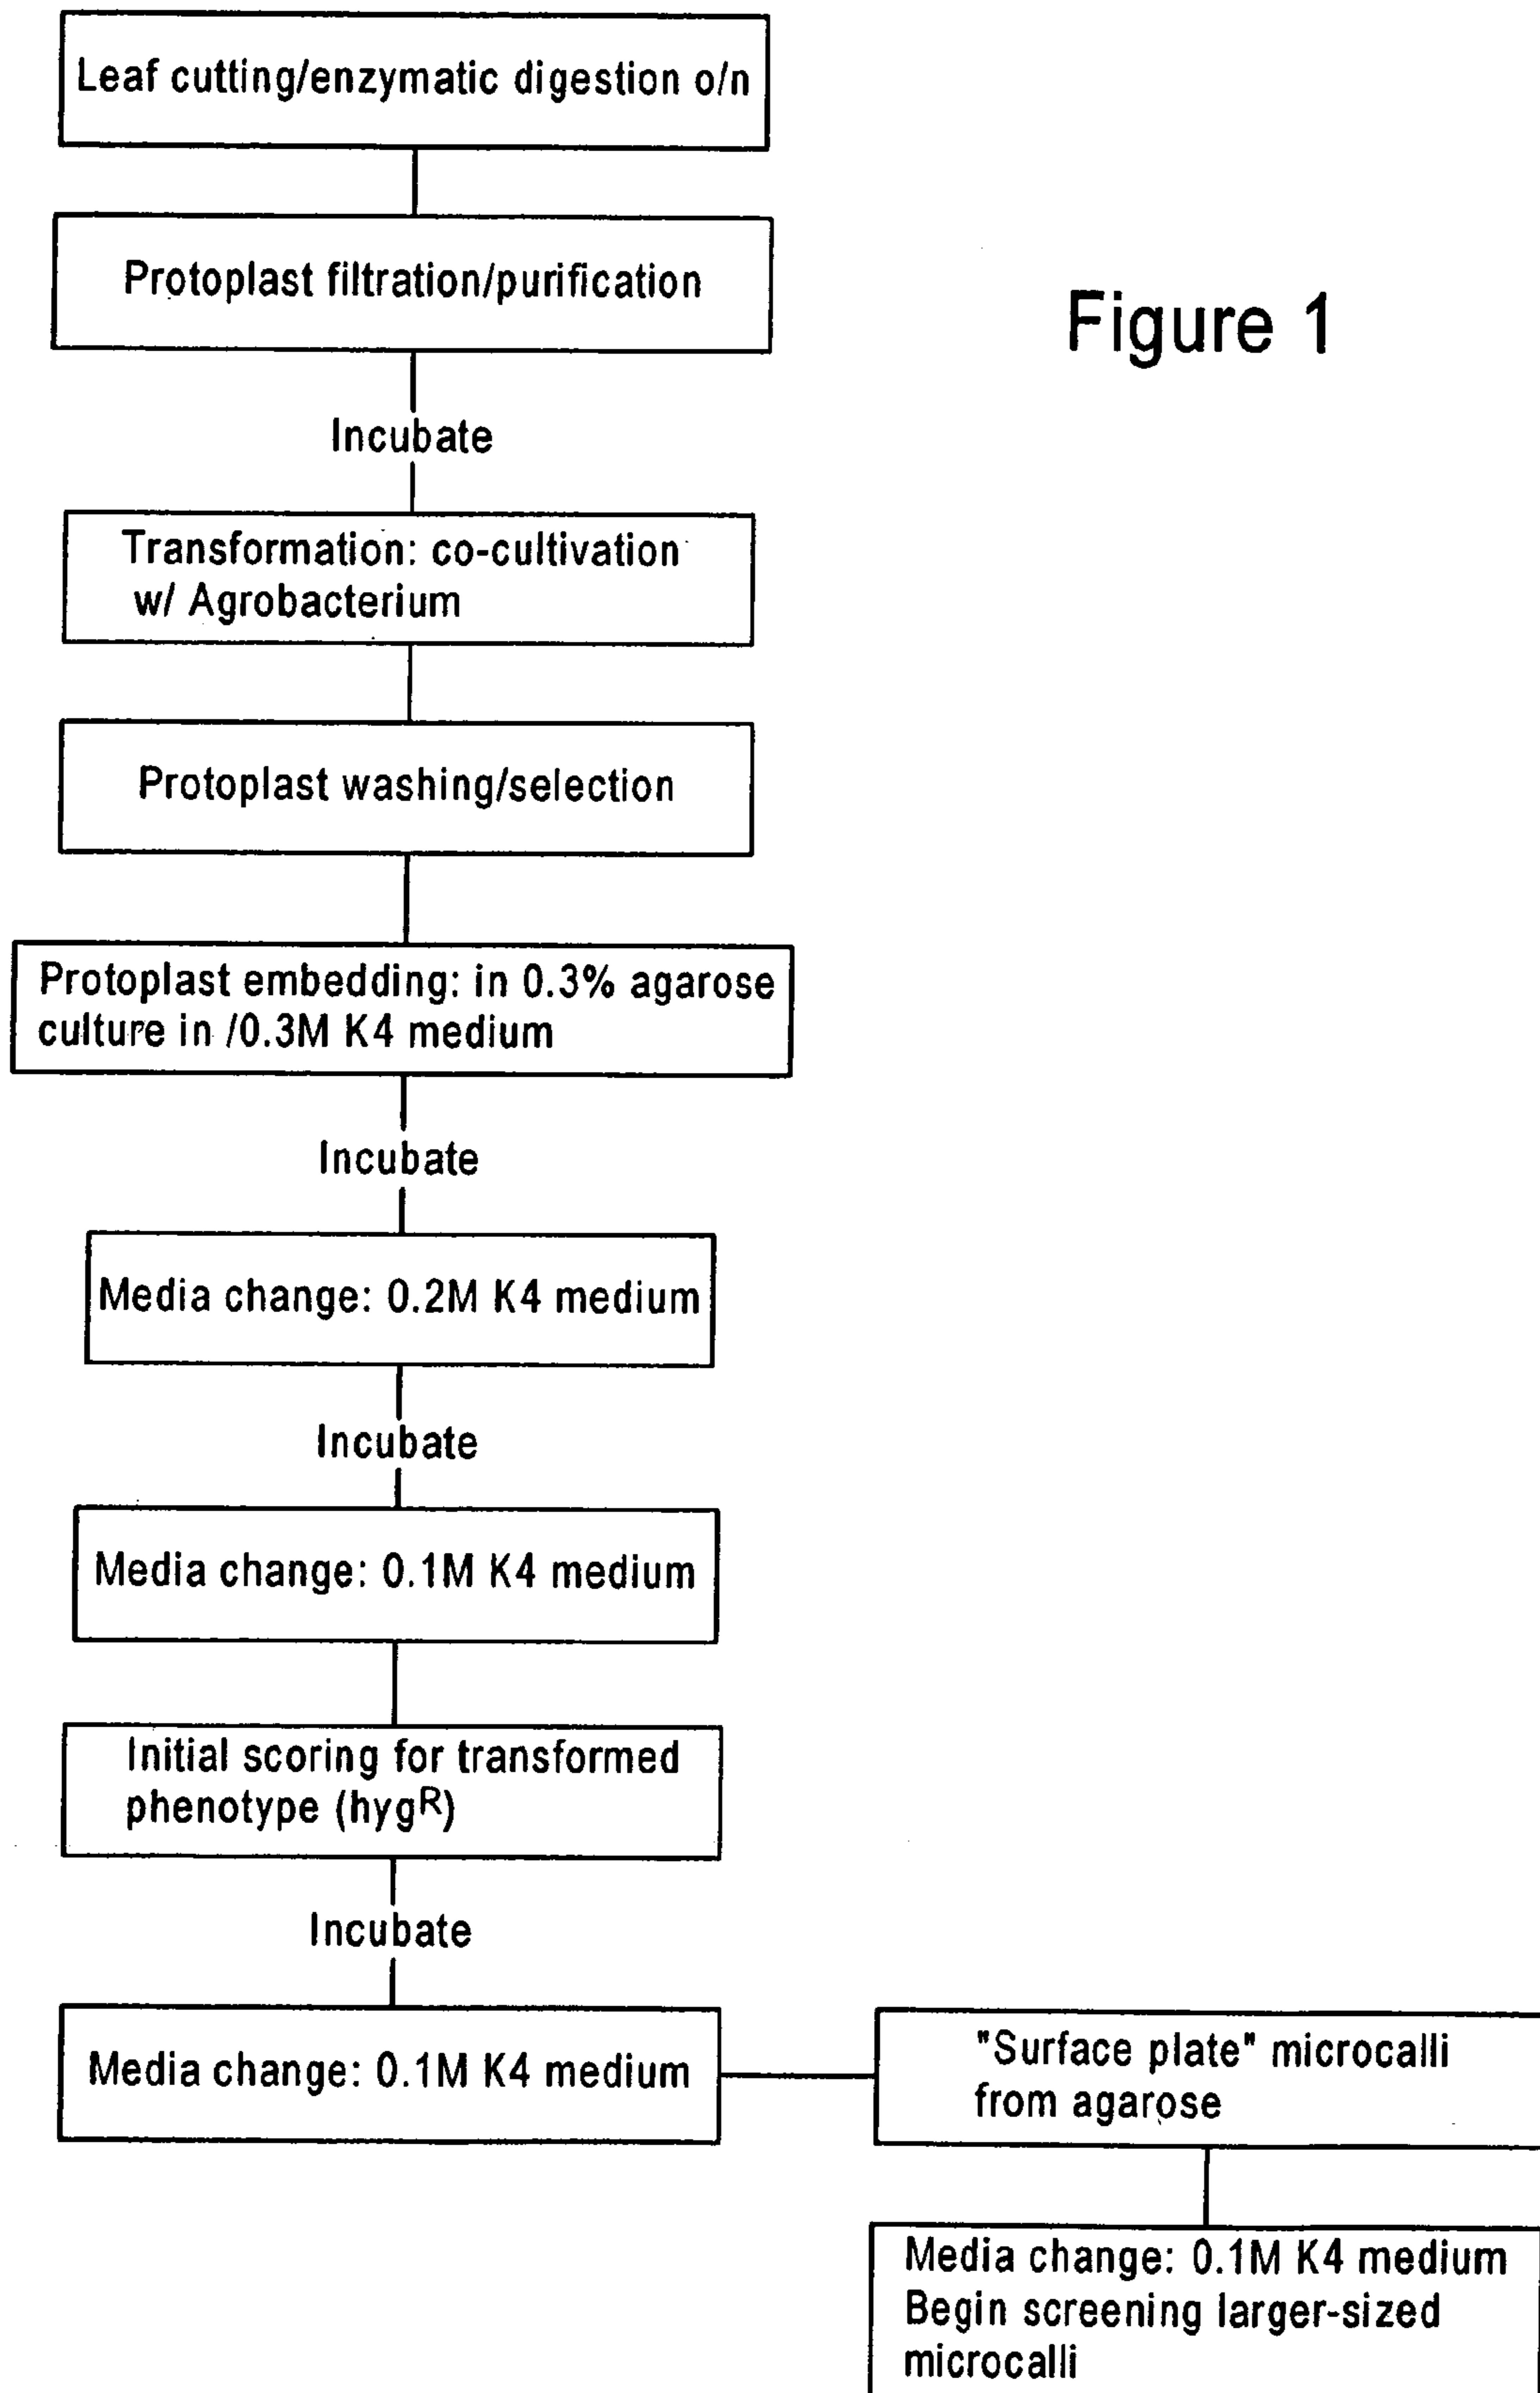 Leaf cutting/enzymatic digestion o/n
Protoplast filtration/purification
Figure 1
Incubate
Transformation: co-cultivation
w/ Agrobacterium
Protoplast washing/selection
Protoplast embedding: in 0.3% agarose
culture in /0.3M K4 medium
Incubate
Media change: 0.2M K4 medium
Incubate
Media change: 0.1M K4 medium
Initial scoring for transformed
phenotype (hygR)
Incubate
Media change: 0.1M K4 medium
"Surface plate" microcalli
from agarose
Media change: 0.1M K4 medium
Begin screening larger-sized
microcalli